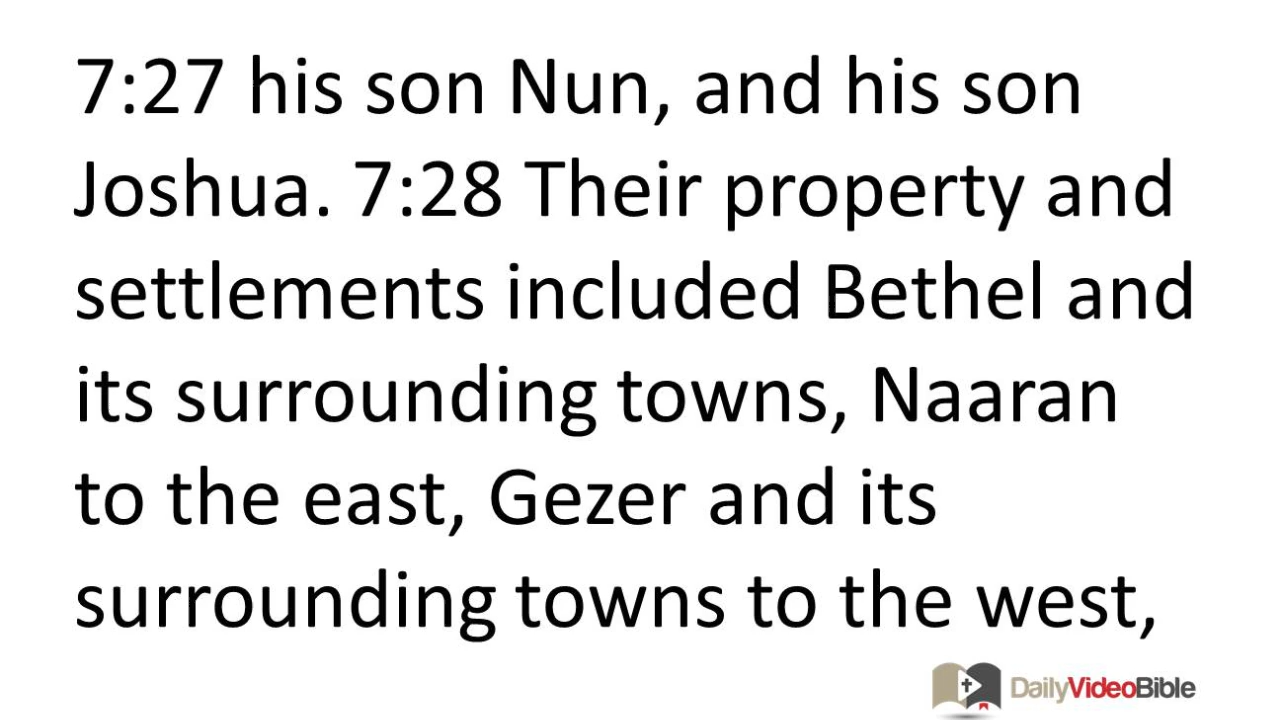 7:27 his son Nun, and his son
Joshua. 7:28 Their property and
settlements included Bethel and
its surrounding towns, Naaran
to the east, Gezer and its
surrounding towns to the west,
DailyVideoBible